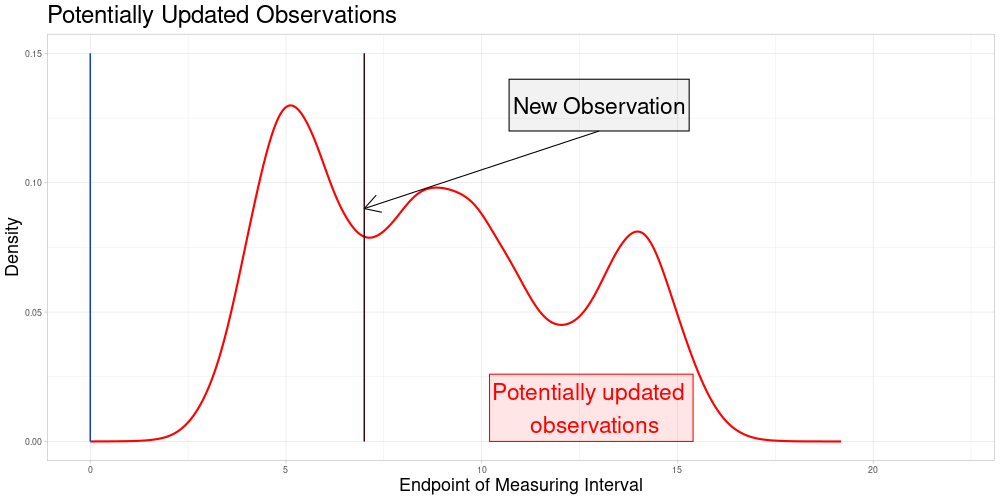 Potentially Updated Observations
0.15
New Observation
0.10
Density
0.05
Potentially updated
observations
0.00
0
5
10
15
20
Endpoint of Measuring Interval